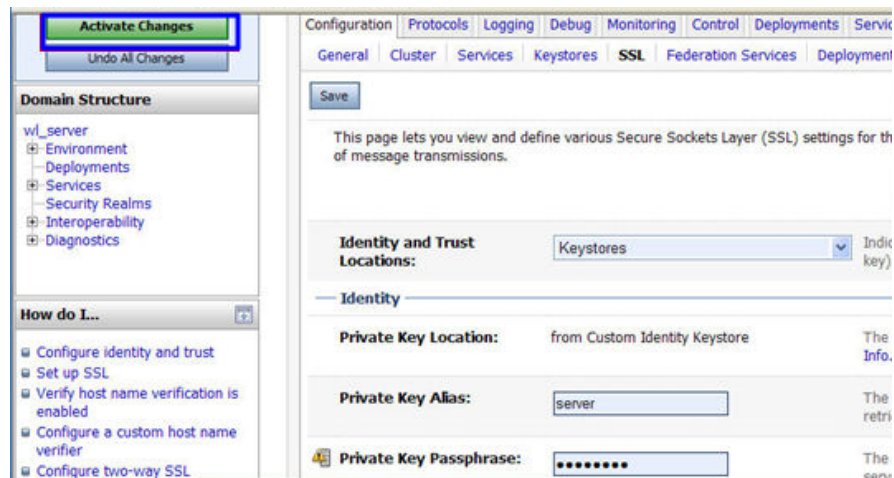 Activate Changes
Undo All Changes
Domain Structure
wl_server
Environment
Deployments
Services
Security Realms
Interoperability
Diagnostics
How do I...
Configure identity and trust
Set up SSL
Verify host name verification is
enabled
Configure a custom host name
verifier
Configure two-way SSL
Configuration Protocols Logging Debug Monitoring Control Deployments
General Cluster Services Keystores SSL Federation Services Deployment
Save
This page lets you view and define various Secure Sockets Layer (SSL) settings for
of message transmissions.
Identity and Trust
Locations:
Keystores
key)
Identity
Private Key Location:
from Custom Identity Keystore
The
Info.
Private Key Alias:
server
The
Private Key Passphrase:
••••••••
The